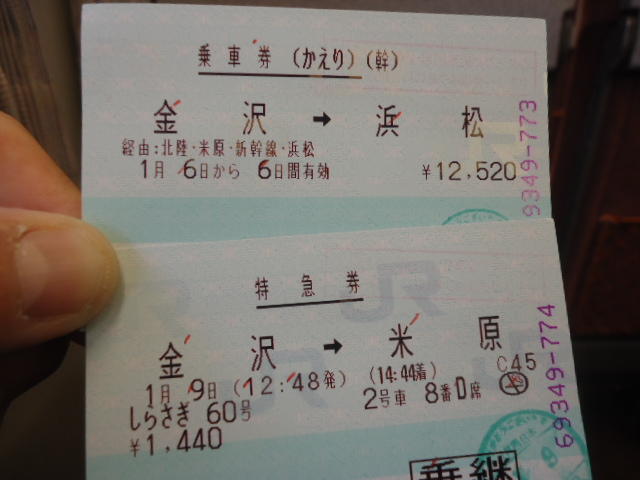 乗車券 (かえり) (幹)
金沢 → 浜松
経由:北陸・米原・新幹線・浜松
1月 6日から 6日間有効 ¥12,520
69349-773
特急券
金沢 → 米原
1月 9日 (12:48発) (14:44着) C45
しらさぎ 60号 2号車 8番D席
¥1,440
69349-774
乗継